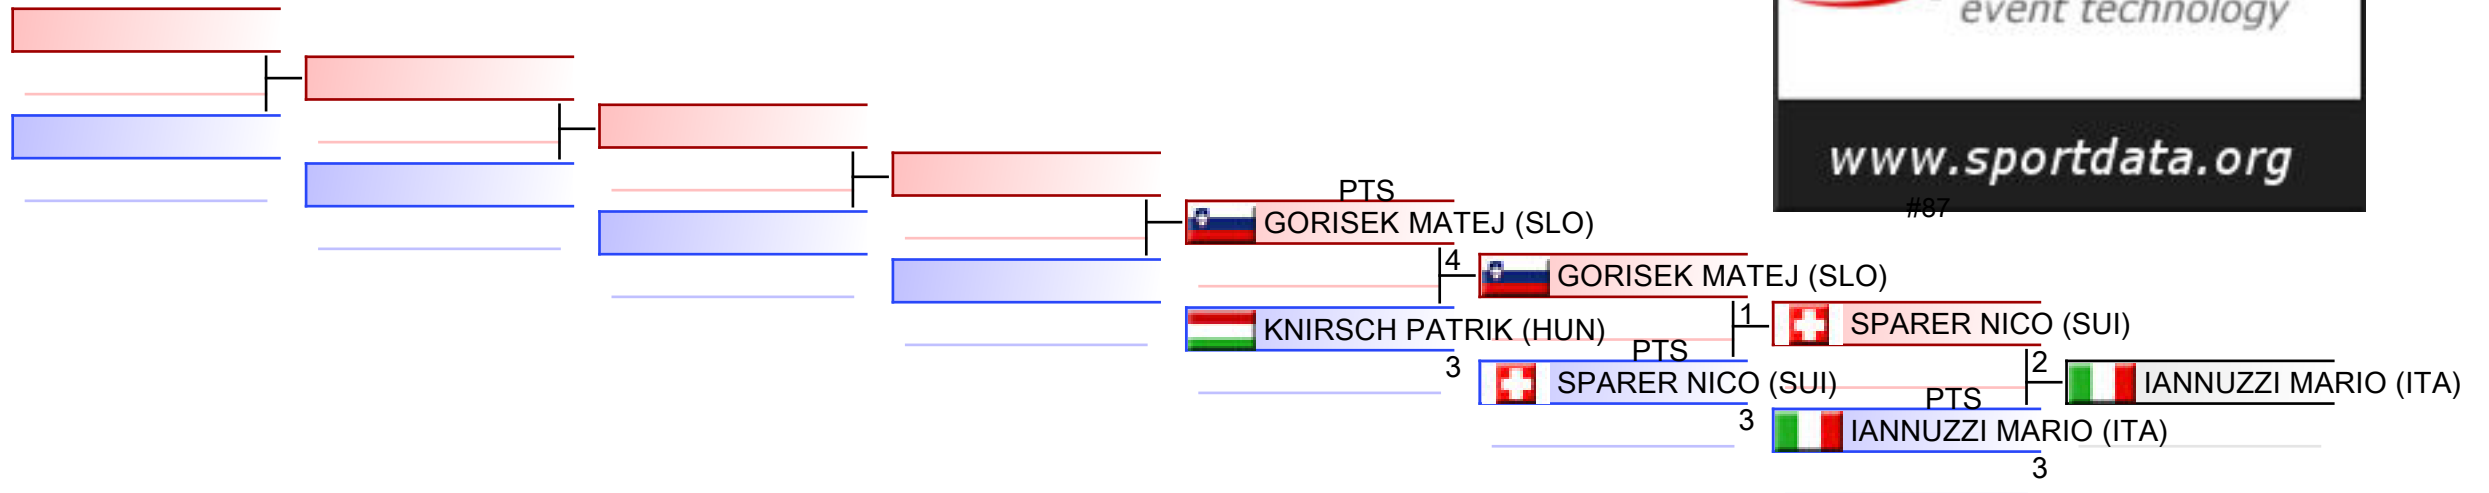 event technology
www.sportdata.org
#87
PTS
GORISEK MATEJ (SLO)
4
GORISEK MATEJ (SLO)
KNIRSCH PATRIK (HUN)
3
1
SPARER NICO (SUI)
PTS
SPARER NICO (SUI)
3
2
IANNUZZI MARIO (ITA)
PTS
IANNUZZI MARIO (ITA)
3